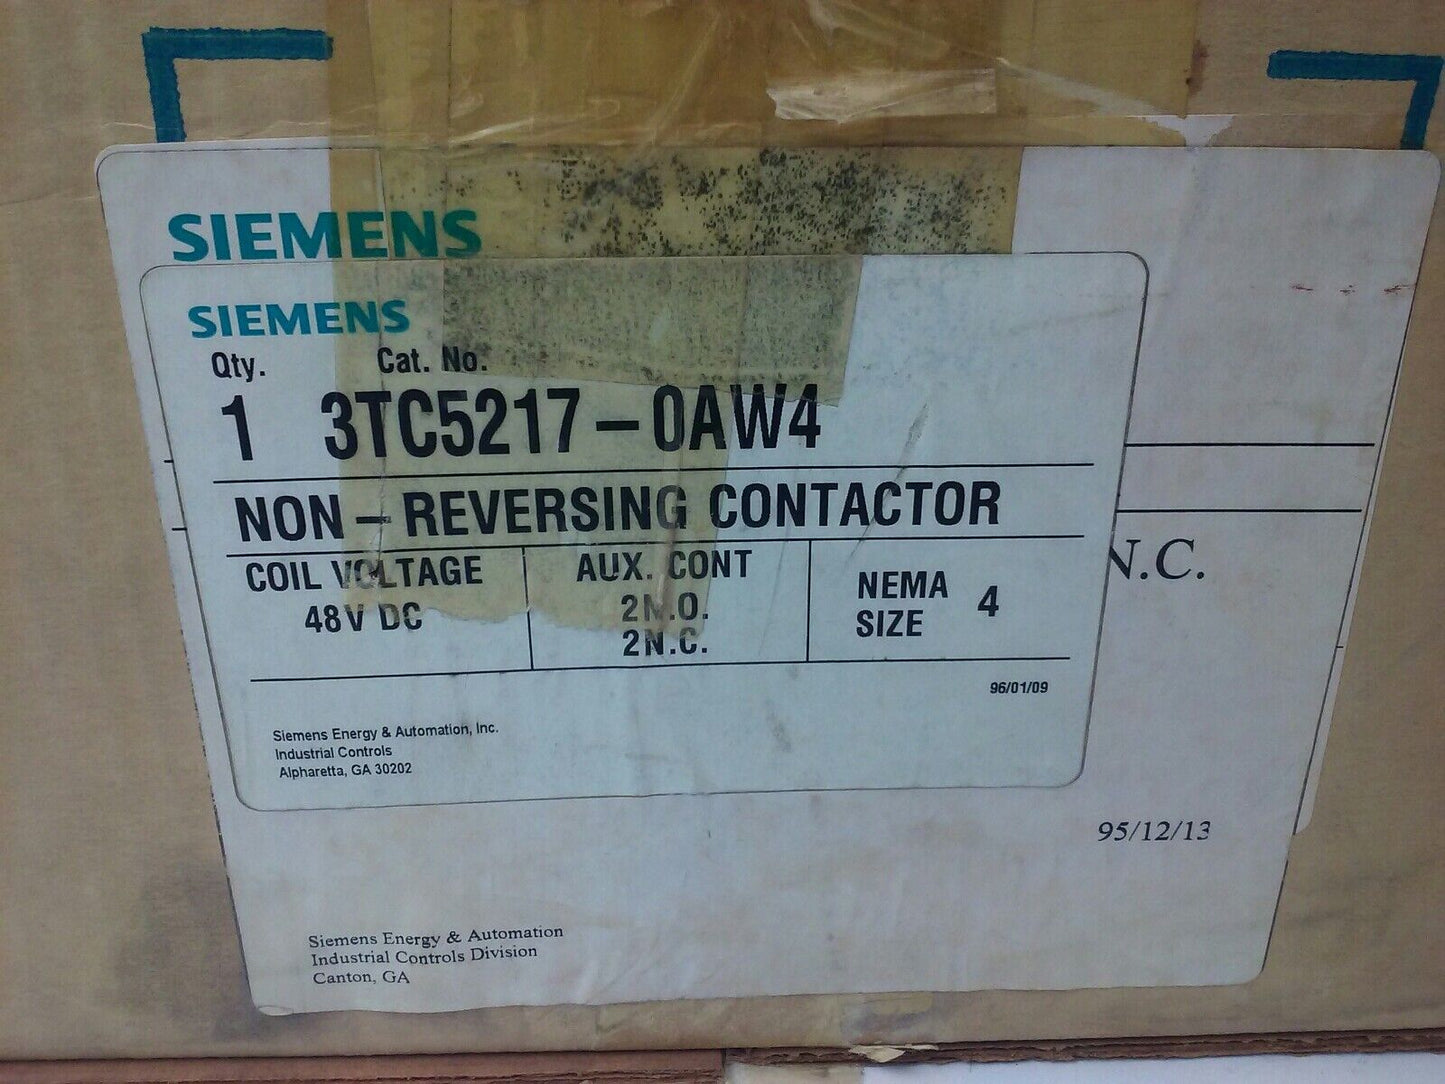 SIEMENS
SIEMENS
Qty. Cat. No.
1 3TC5217-0AW4
NON-REVERSING CONTACTOR
COIL VOLTAGE
48V DC
AUX. CONT
2N.O.
2N.C.
NEMA
SIZE 4
96/01/09
Siemens Energy & Automation, Inc.
Industrial Controls
Alpharetta, GA 30202
N.C.
95/12/13
Siemens Energy & Automation
Industrial Controls Division
Canton, GA